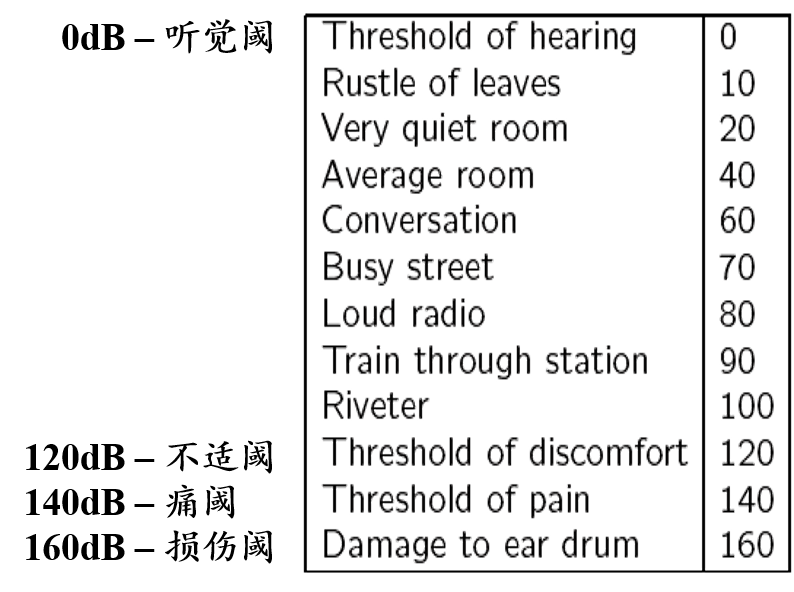 0dB – 听觉阈 Threshold of hearing 0
Rustle of leaves 10
Very quiet room 20
Average room 40
Conversation 60
Busy street 70
Loud radio 80
Train through station 90
Riveter 100
120dB – 不适阈 Threshold of discomfort 120
140dB – 痛阈 Threshold of pain 140
160dB – 损伤阈 Damage to ear drum 160